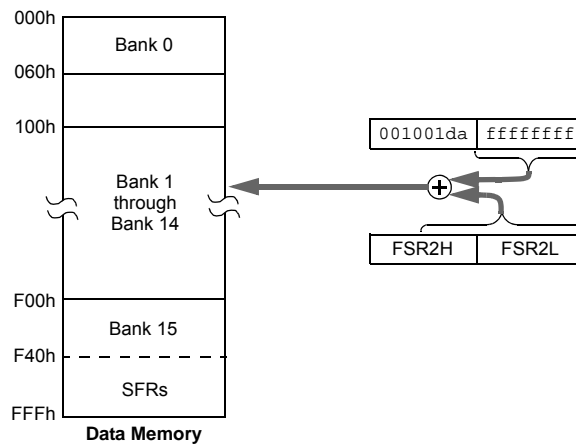 000h
Bank 0
060h
100h
001001da ffffffff
Bank 1
through
Bank 14
FSR2H FSR2L
F00h
Bank 15
F40h
SFRs
FFFh
Data Memory